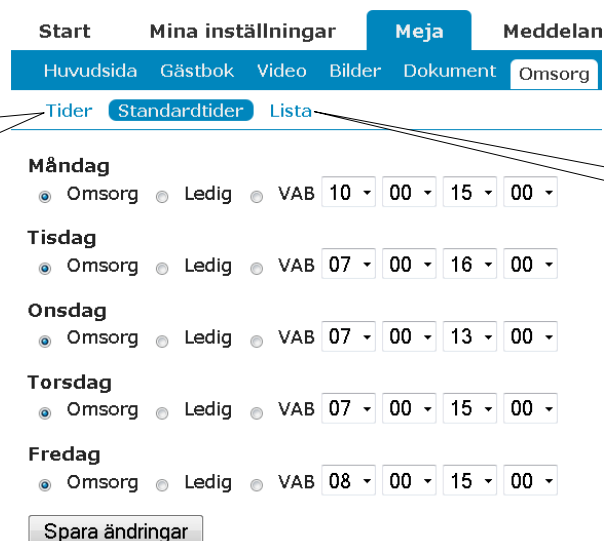 Start Mina inställningar Meja Meddelan
Huvudsida Gästbok Video Bilder Dokument Omsorg
Tider Standardtider Lista
Måndag
Omsorg Ledig VAB 10 00 15 00
Tisdag
Omsorg Ledig VAB 07 00 16 00
Onsdag
Omsorg Ledig VAB 07 00 13 00
Torsdag
Omsorg Ledig VAB 07 00 15 00
Fredag
Omsorg Ledig VAB 08 00 15 00
Spara ändringar